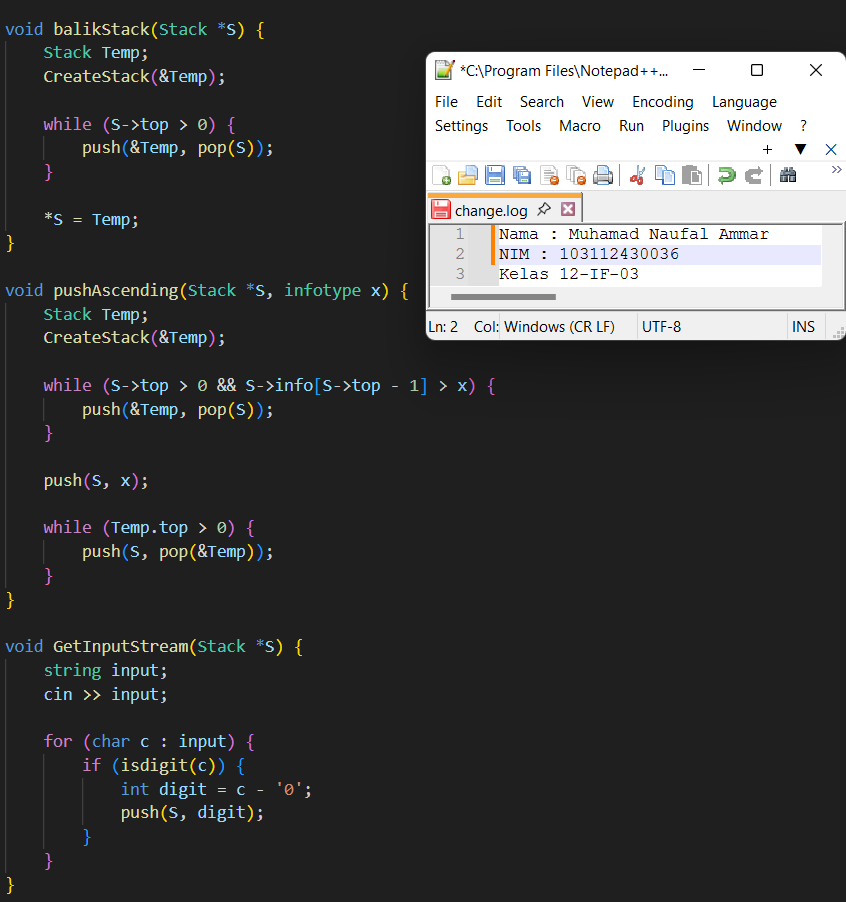 void balikStack(Stack *S) {
    Stack Temp;
    CreateStack(&Temp);

    while (S->top > 0) {
        push(&Temp, pop(S));
    }

    *S = Temp;
}

void pushAscending(Stack *S, infotype x) {
    Stack Temp;
    CreateStack(&Temp);

    while (S->top > 0 && S->info[S->top - 1] > x) {
        push(&Temp, pop(S));
    }

    push(S, x);

    while (Temp.top > 0) {
        push(S, pop(&Temp));
    }
}

void GetInputStream(Stack *S) {
    string input;
    cin >> input;

    for (char c : input) {
        if (isdigit(c)) {
            int digit = c - '0';
            push(S, digit);
        }
    }
}
*C:\Program Files\Notepad++...
File Edit Search View Encoding Language
Settings Tools Macro Run Plugins Window ?
change.log
1 Nama : Muhamad Naufal Ammar
2 NIM : 103112430036
3 Kelas 12-IF-03
Ln: 2 Col: Windows (CR LF) UTF-8 INS